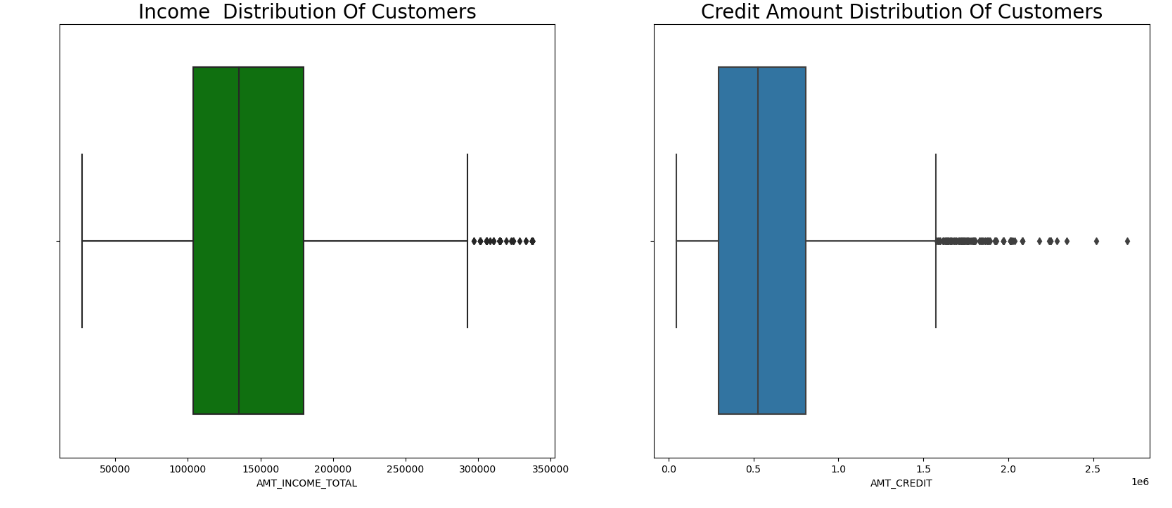 Income  Distribution Of Customers
50000 100000 150000 200000 250000 300000 350000
AMT_INCOME_TOTAL
Credit Amount Distribution Of Customers
0.0 0.5 1.0 1.5 2.0 2.5
1e6
AMT_CREDIT